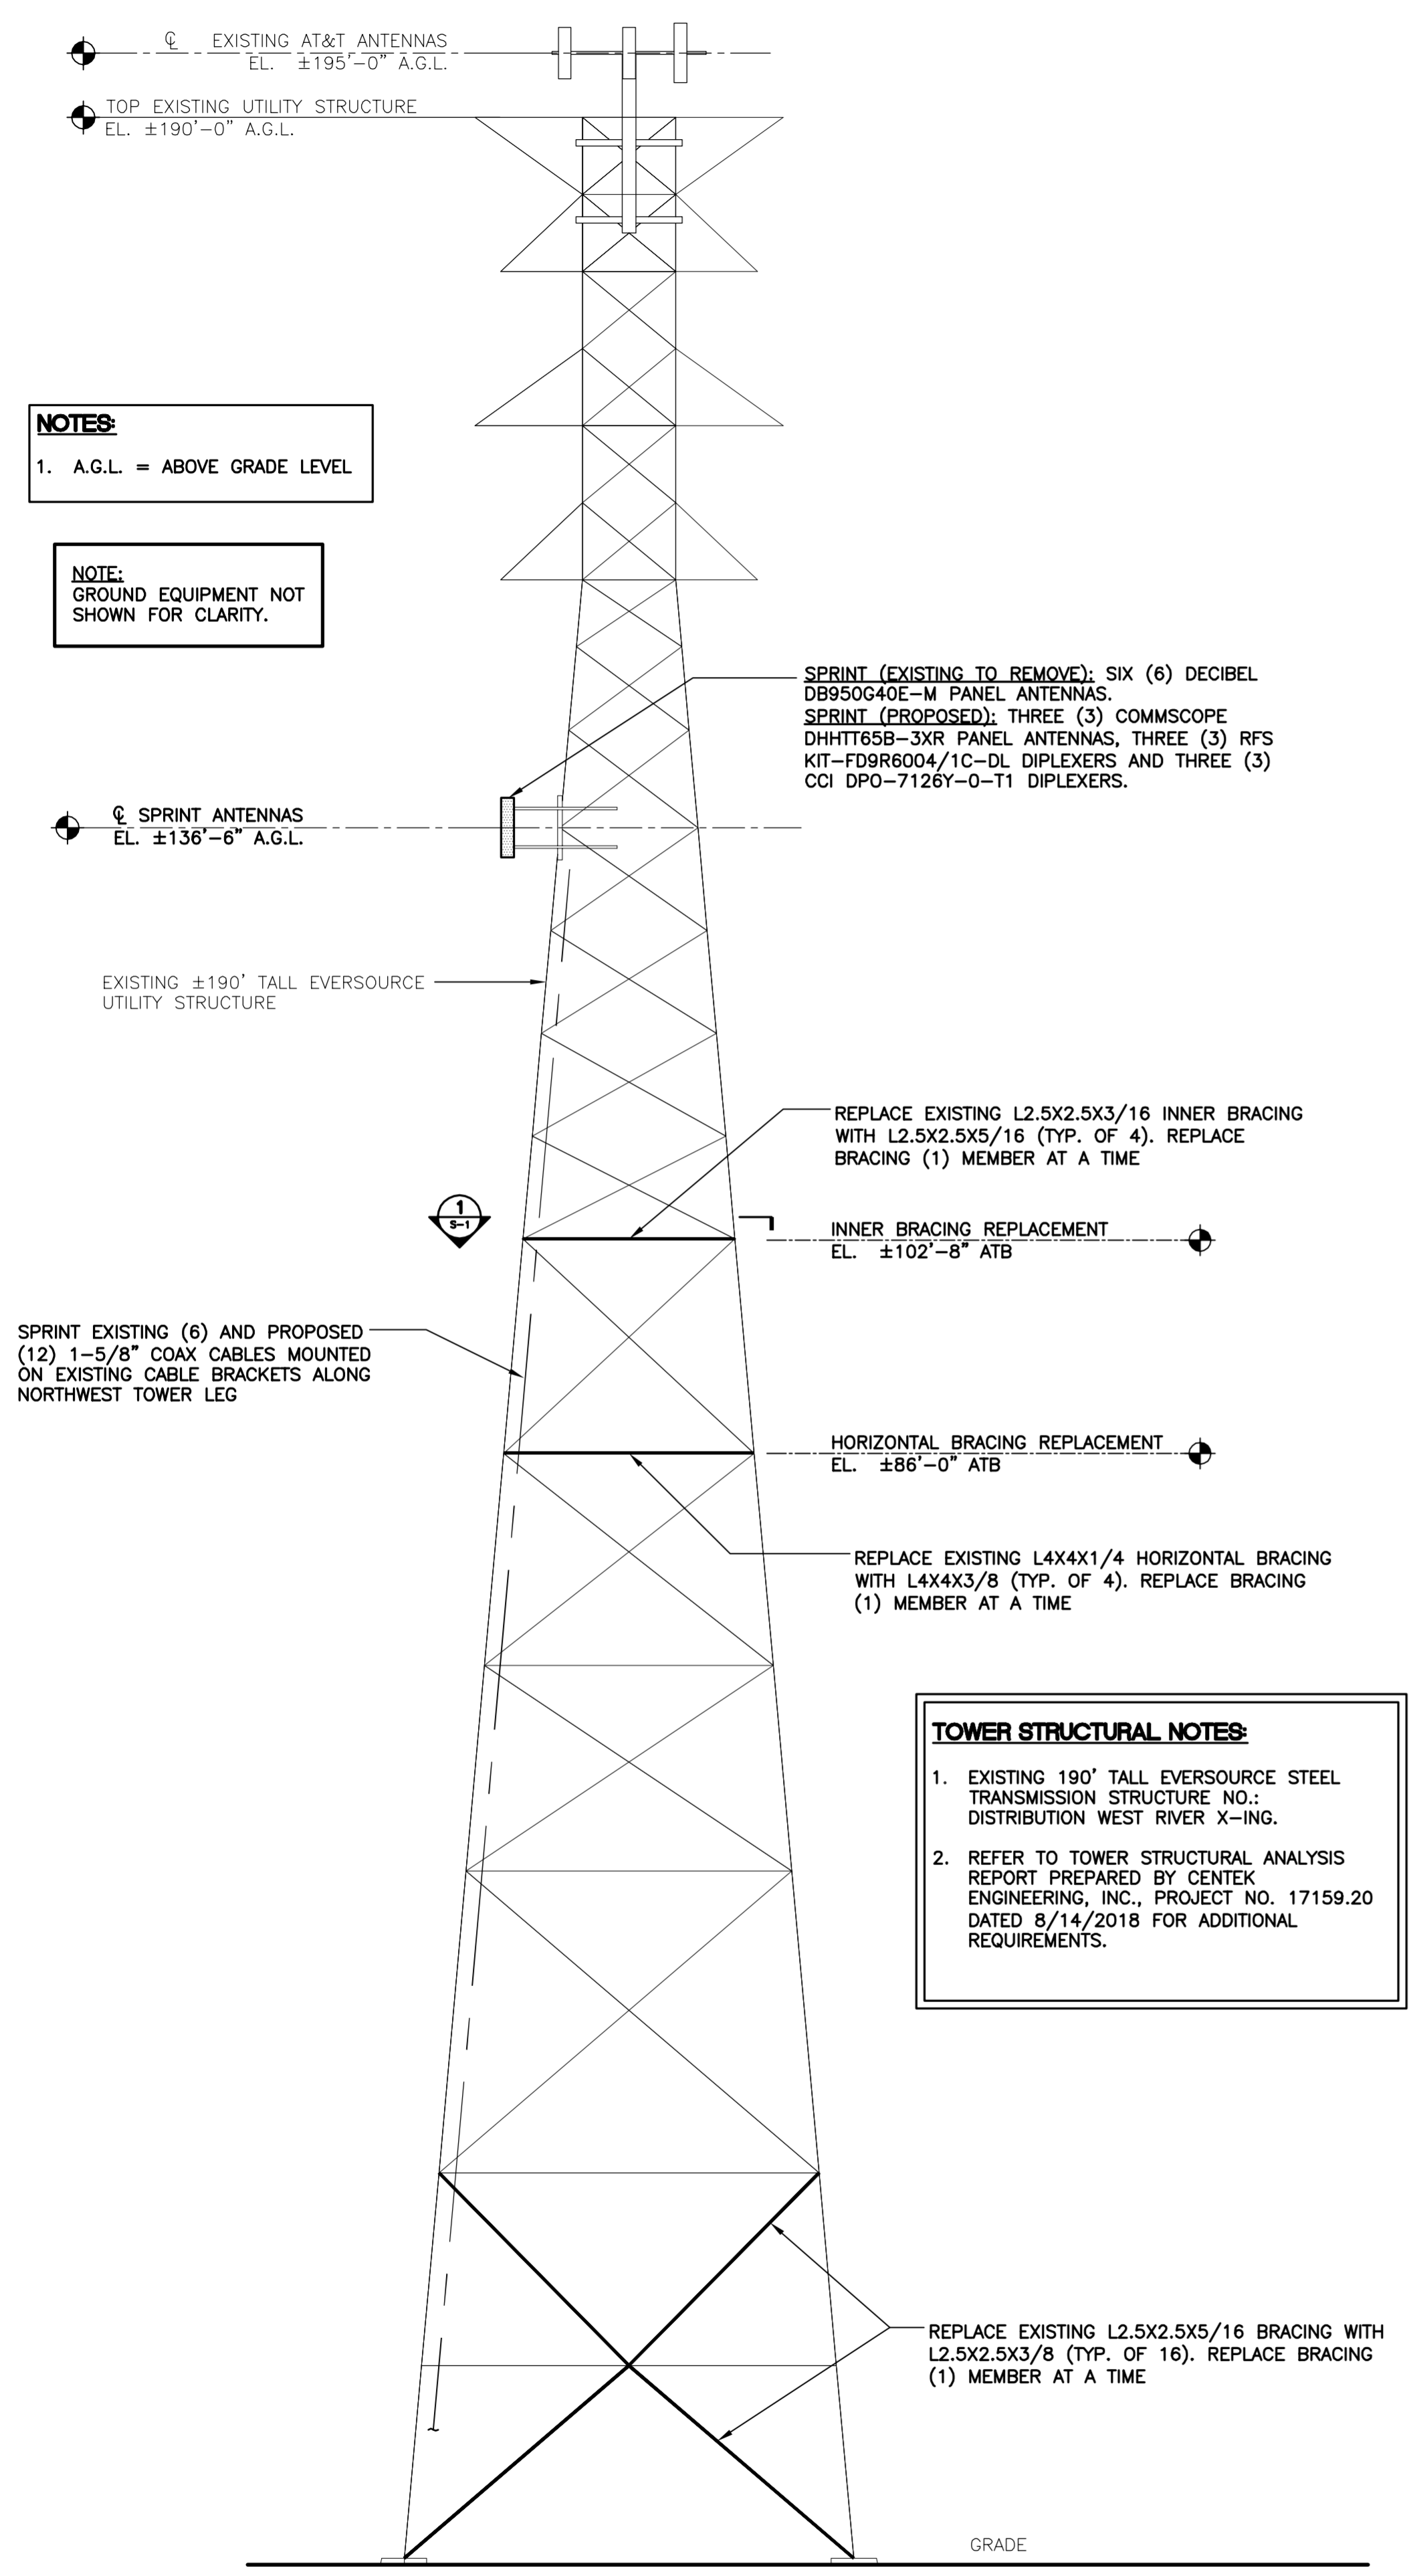 ℄ EXISTING AT&T ANTENNAS
EL. ±195'-0" A.G.L.
TOP EXISTING UTILITY STRUCTURE
EL. ±190'-0" A.G.L.
NOTES:
1. A.G.L. = ABOVE GRADE LEVEL
NOTE:
GROUND EQUIPMENT NOT
SHOWN FOR CLARITY.
SPRINT (EXISTING TO REMOVE): SIX (6) DECIBEL
DB950G40E-M PANEL ANTENNAS.
SPRINT (PROPOSED): THREE (3) COMMSCOPE
DHHTT65B-3XR PANEL ANTENNAS, THREE (3) RFS
KIT-FD9R6004/1C-DL DIPLEXERS AND THREE (3)
CCI DPO-7126Y-0-T1 DIPLEXERS.
℄ SPRINT ANTENNAS
EL. ±136'-6" A.G.L.
EXISTING ±190' TALL EVERSOURCE
UTILITY STRUCTURE
REPLACE EXISTING L2.5X2.5X3/16 INNER BRACING
WITH L2.5X2.5X5/16 (TYP. OF 4). REPLACE
BRACING (1) MEMBER AT A TIME
1
S-1
INNER BRACING REPLACEMENT
EL. ±102'-8" ATB
SPRINT EXISTING (6) AND PROPOSED
(12) 1-5/8" COAX CABLES MOUNTED
ON EXISTING CABLE BRACKETS ALONG
NORTHWEST TOWER LEG
HORIZONTAL BRACING REPLACEMENT
EL. ±86'-0" ATB
REPLACE EXISTING L4X4X1/4 HORIZONTAL BRACING
WITH L4X4X3/8 (TYP. OF 4). REPLACE BRACING
(1) MEMBER AT A TIME
TOWER STRUCTURAL NOTES:
1. EXISTING 190' TALL EVERSOURCE STEEL
TRANSMISSION STRUCTURE NO.:
DISTRIBUTION WEST RIVER X-ING.
2. REFER TO TOWER STRUCTURAL ANALYSIS
REPORT PREPARED BY CENTEK
ENGINEERING, INC., PROJECT NO. 17159.20
DATED 8/14/2018 FOR ADDITIONAL
REQUIREMENTS.
REPLACE EXISTING L2.5X2.5X5/16 BRACING WITH
L2.5X2.5X3/8 (TYP. OF 16). REPLACE BRACING
(1) MEMBER AT A TIME
GRADE